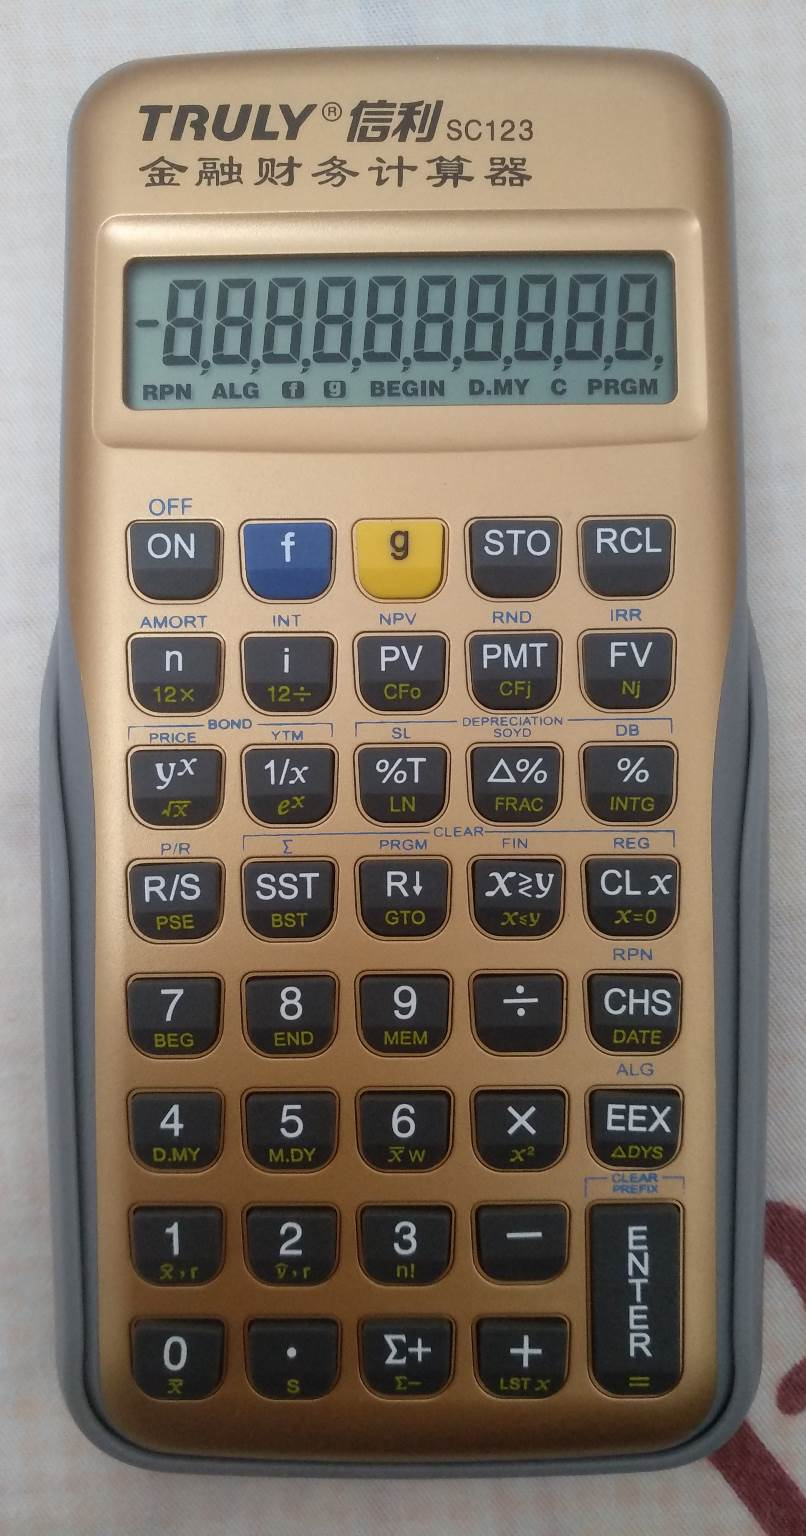 TRULY® 信利 SC123
金融财务计算器
-8,8,8,8,8,8,8,8,8,8,
RPN ALG f g BEGIN D.MY C PRGM
OFF
ON f g STO RCL
AMORT INT NPV RND IRR
n i PV PMT FV
12× 12÷ CFo CFj Nj
BOND DEPRECIATION
PRICE YTM SL SOYD DB
yˣ 1/x %T Δ% %
√x eˣ LN FRAC INTG
CLEAR
P/R Σ PRGM FIN REG
R/S SST R↓ X≷y CLx
PSE BST GTO X≤y X=0
RPN
7 8 9 ÷ CHS
BEG END MEM DATE
ALG
4 5 6 × EEX
D.MY M.DY x̅w x² ΔDYS
CLEAR
PREFIX
1 2 3 − ENTER
x̂,r ŷ,r n!
0 · Σ+ +
x̅ S Σ− LST x =